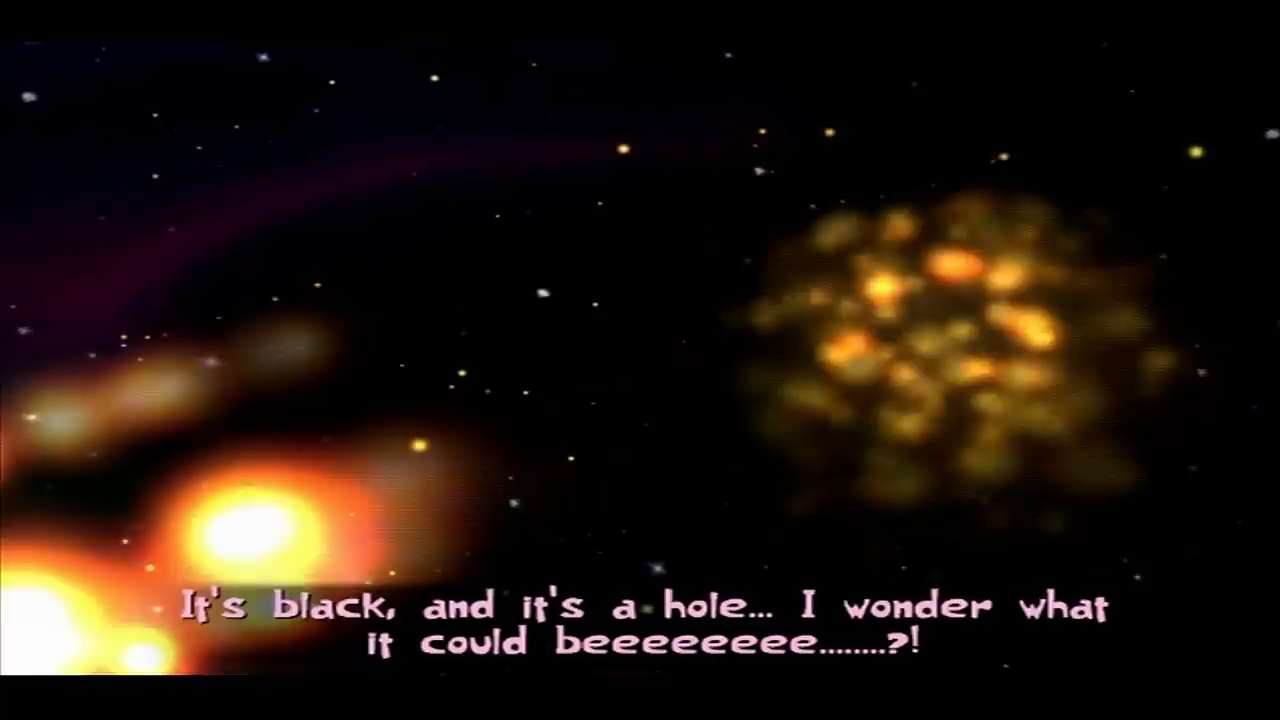 It's black, and it's a hole... I wonder what
it could beeeeeeee........?!